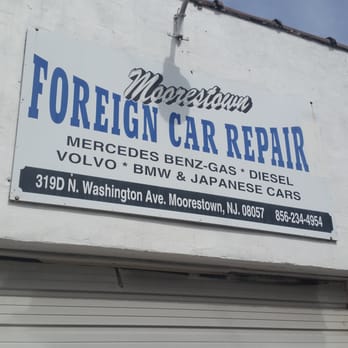 Moorestown
FOREIGN CAR REPAIR
MERCEDES BENZ-GAS * DIESEL
VOLVO * BMW & JAPANESE CARS
319D N. Washington Ave. Moorestown, NJ. 08057 856-234-4954